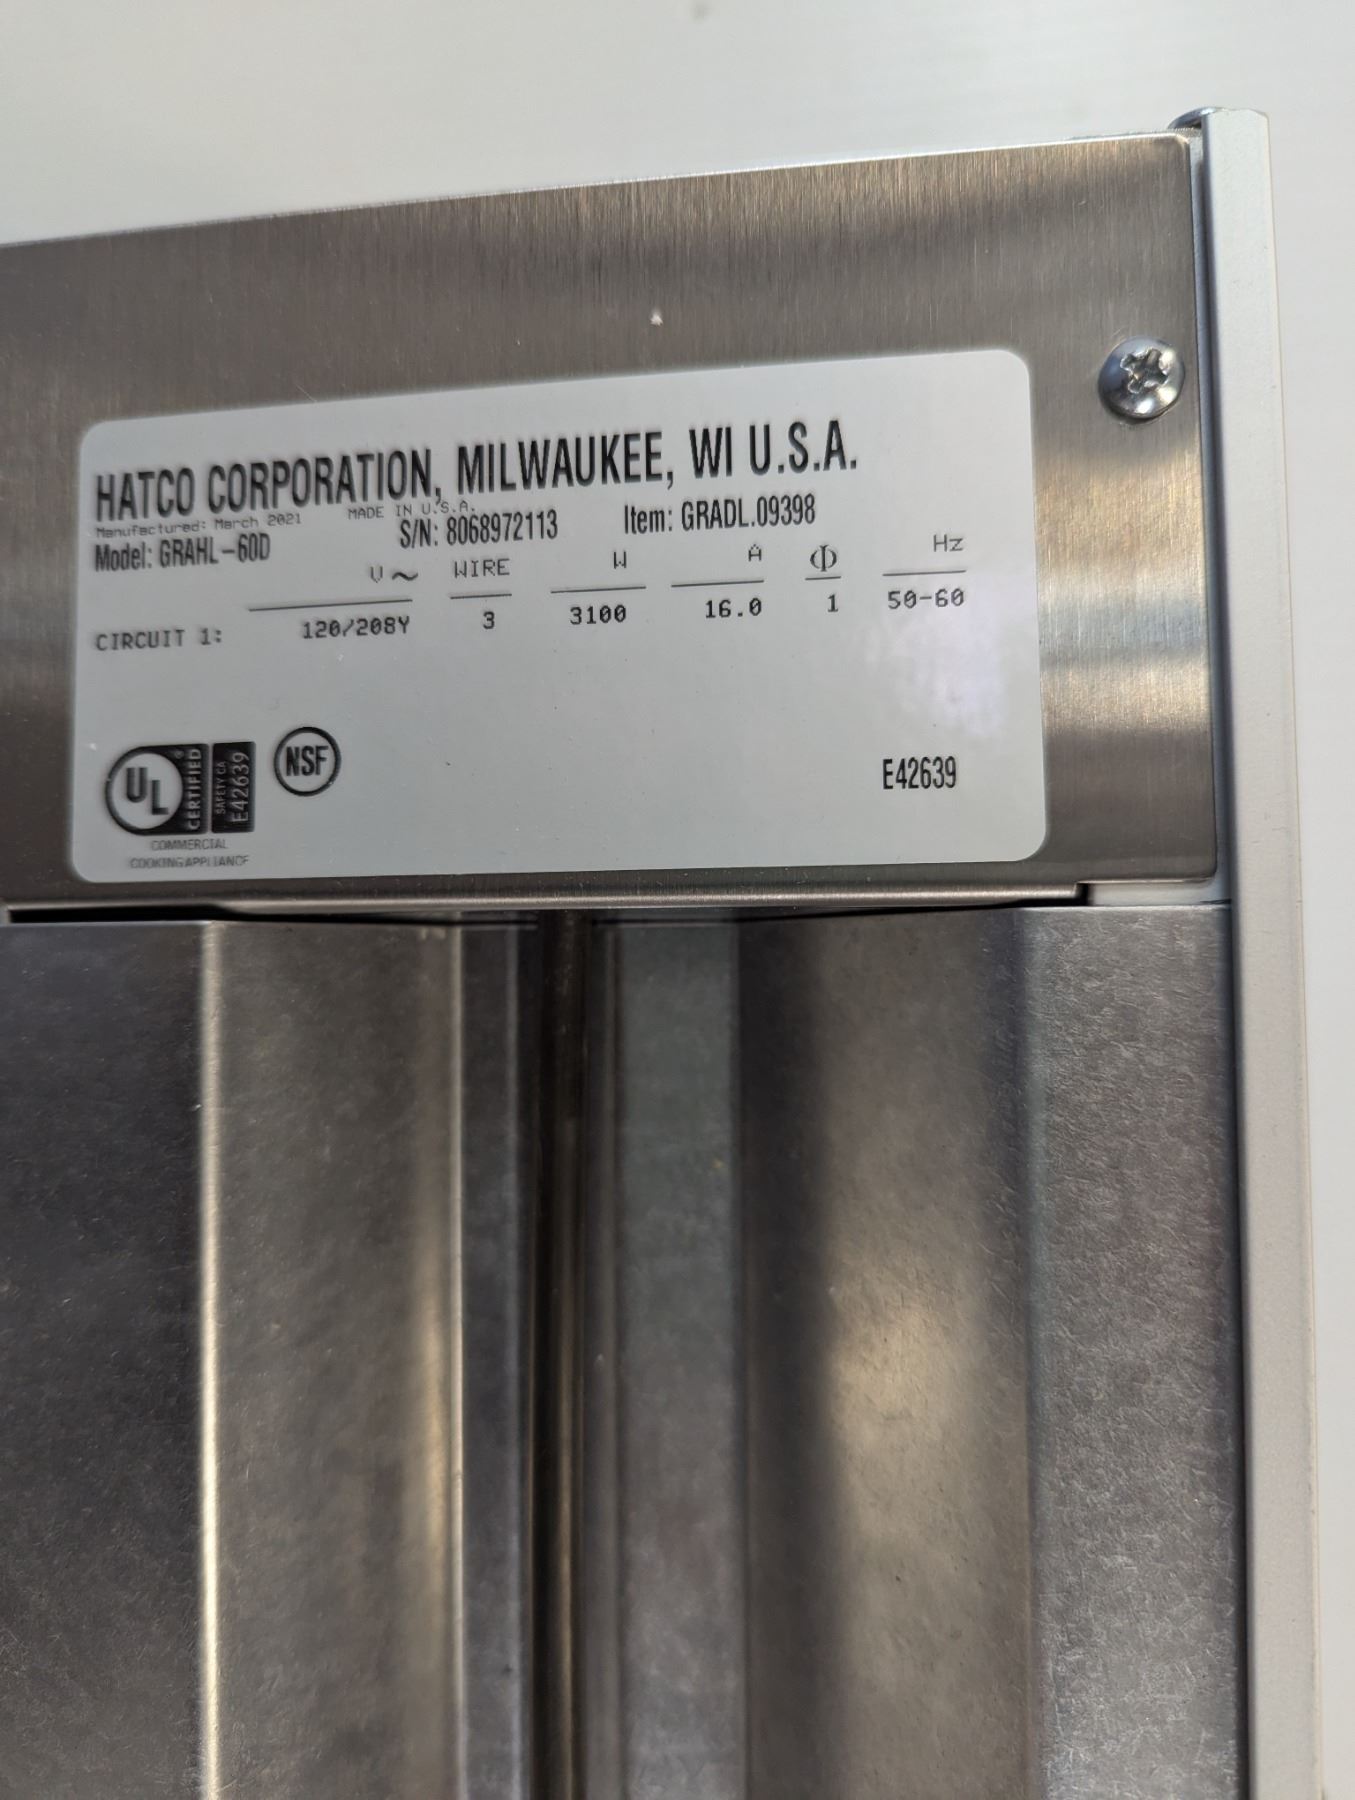 HATCO CORPORATION, MILWAUKEE, WI U.S.A.
Manufactured: March 2021 MADE IN U.S.A.
Model: GRAHL-60D S/N: 8068972113 Item: GRADL.09398
V~ WIRE W A Φ Hz
CIRCUIT 1: 120/208Y 3 3100 16.0 1 50-60
UL ® CERTIFIED SAFETY CA E42639 NSF E42639
COMMERCIAL
COOKING APPLIANCE